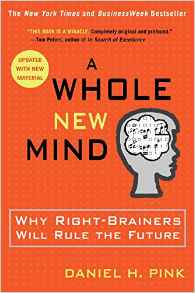 The New York Times and BusinessWeek Bestseller
"THIS BOOK IS A MIRACLE. Completely original and profound."
—Tom Peters, author of In Search of Excellence
UPDATED
WITH NEW
MATERIAL
A
WHOLE
NEW
MIND
WHY RIGHT-BRAINERS
WILL RULE THE FUTURE
DANIEL H. PINK